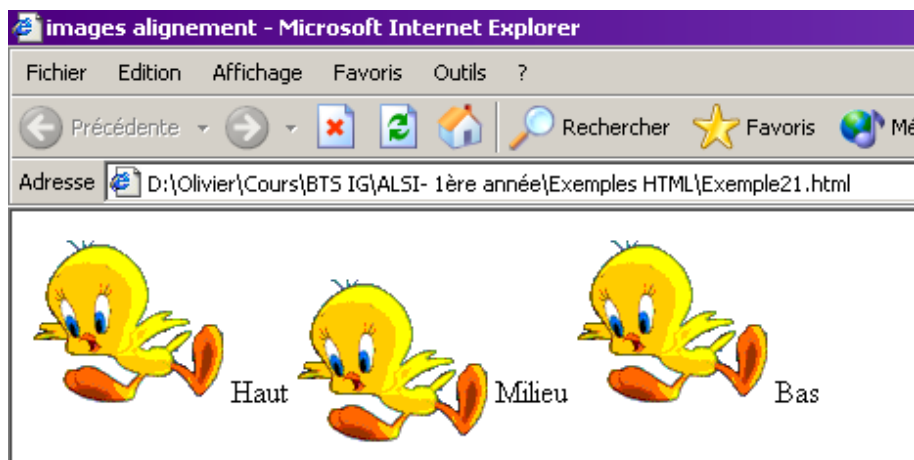 images alignement - Microsoft Internet Explorer
Fichier Edition Affichage Favoris Outils ?
Précédente Rechercher Favoris Mé
Adresse D:\Olivier\Cours\BTS IG\ALSI- 1ère année\Exemples HTML\Exemple21.html
Haut Milieu Bas